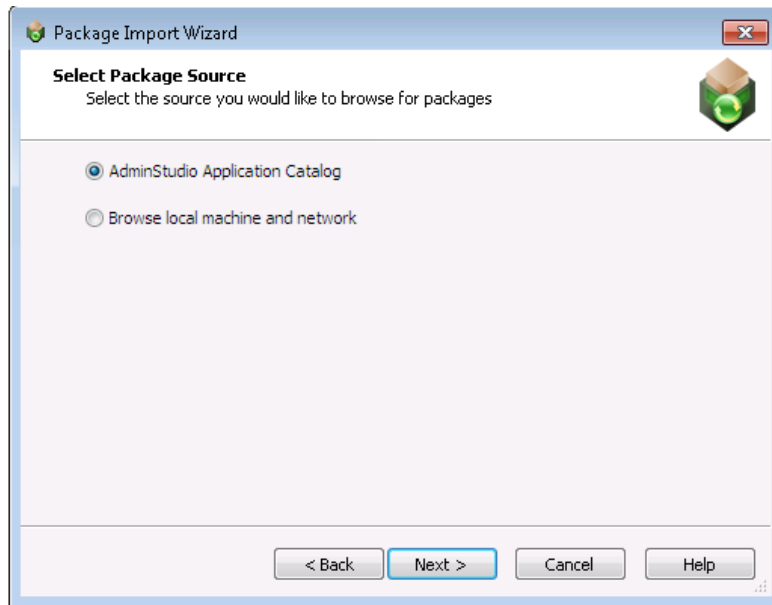 Package Import Wizard
Select Package Source
Select the source you would like to browse for packages
AdminStudio Application Catalog
Browse local machine and network
< Back Next > Cancel Help